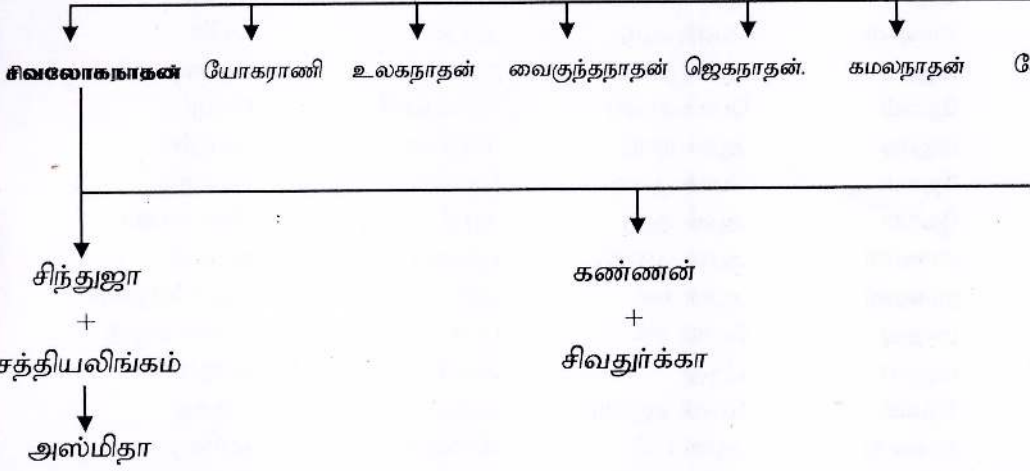 சிவலோகநாதன் யோகராணி உலகநாதன் வைகுந்தநாதன் ஜெகநாதன். கமலநாதன்
சிந்துஜா கண்ணன்
+ +
சத்தியலிங்கம் சிவதுர்க்கா
அஸ்மிதா